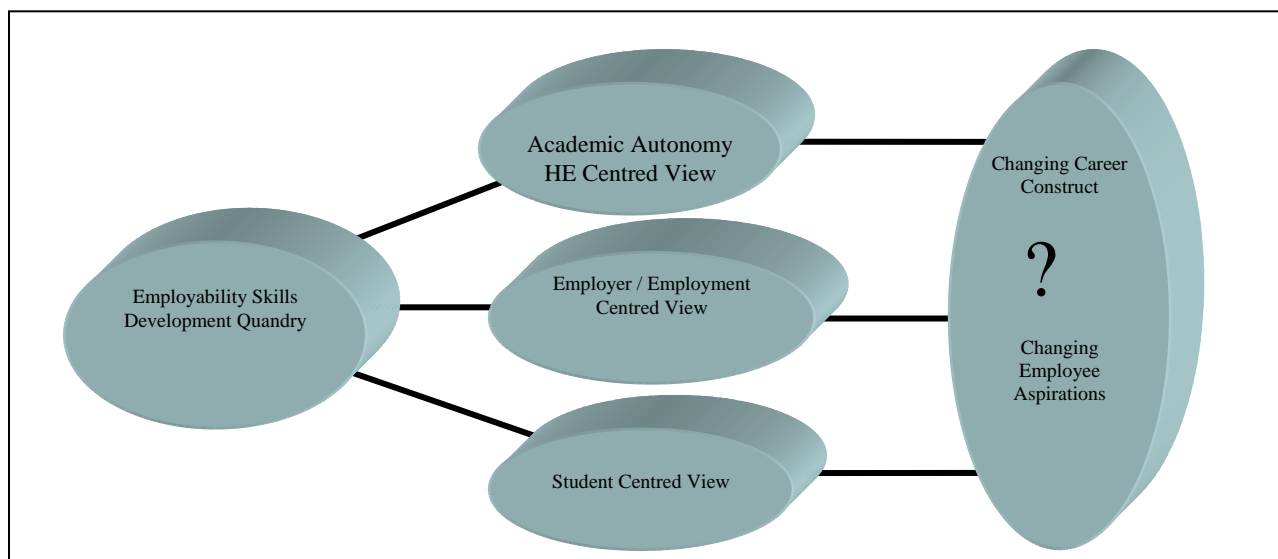 Employability Skills
Development Quandry
Academic Autonomy
HE Centred View
Employer / Employment
Centred View
Student Centred View
Changing Career
Construct
?
Changing
Employee
Aspirations